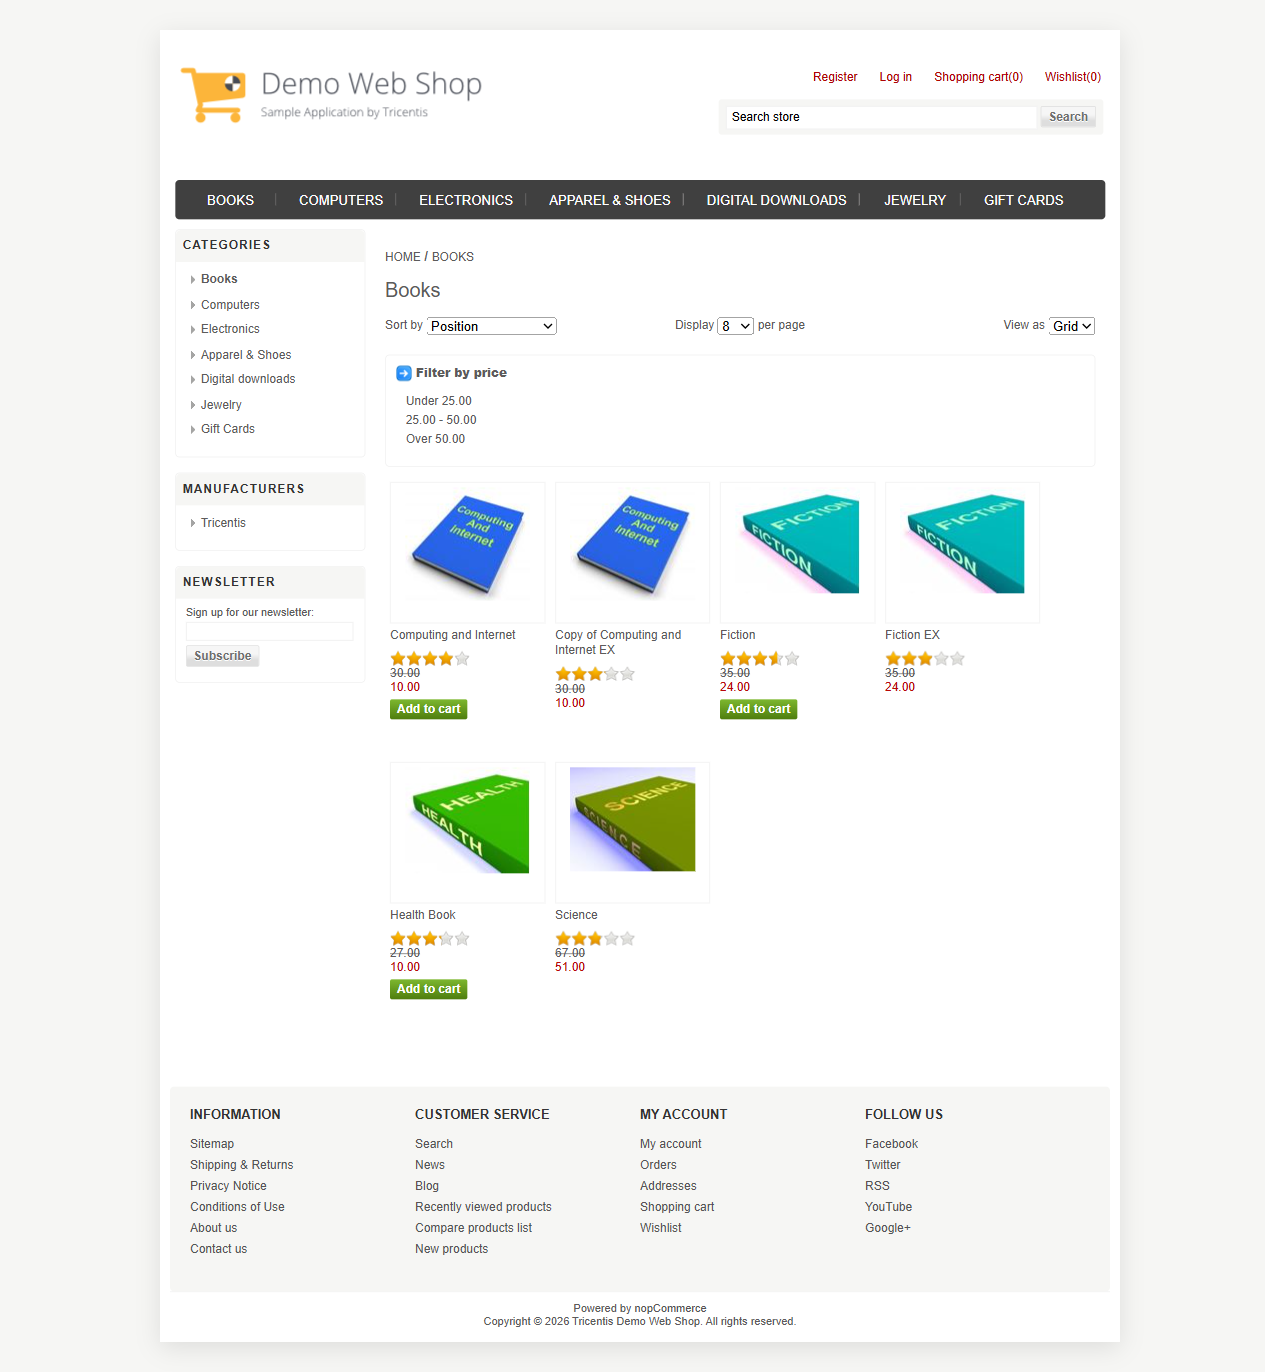 Demo Web Shop
Sample Application by Tricentis
Register Log in Shopping cart(0) Wishlist(0)
Search store Search
BOOKS COMPUTERS ELECTRONICS APPAREL & SHOES DIGITAL DOWNLOADS JEWELRY GIFT CARDS
CATEGORIES
Books
Computers
Electronics
Apparel & Shoes
Digital downloads
Jewelry
Gift Cards
MANUFACTURERS
Tricentis
NEWSLETTER
Sign up for our newsletter:
Subscribe
HOME / BOOKS
Books
Sort by Position Display 8 per page View as Grid
Filter by price
Under 25.00
25.00 - 50.00
Over 50.00
Computing
And
Internet
Computing and Internet
30.00
10.00
Add to cart
Computing
And
Internet
Copy of Computing and
Internet EX
30.00
10.00
FICTION
FICTION
Fiction
35.00
24.00
Add to cart
FICTION
FICTION
Fiction EX
35.00
24.00
HEALTH
HEALTH
Health Book
27.00
10.00
Add to cart
SCIENCE
SCIENCE
Science
67.00
51.00
INFORMATION
Sitemap
Shipping & Returns
Privacy Notice
Conditions of Use
About us
Contact us
CUSTOMER SERVICE
Search
News
Blog
Recently viewed products
Compare products list
New products
MY ACCOUNT
My account
Orders
Addresses
Shopping cart
Wishlist
FOLLOW US
Facebook
Twitter
RSS
YouTube
Google+
Powered by nopCommerce
Copyright © 2026 Tricentis Demo Web Shop. All rights reserved.